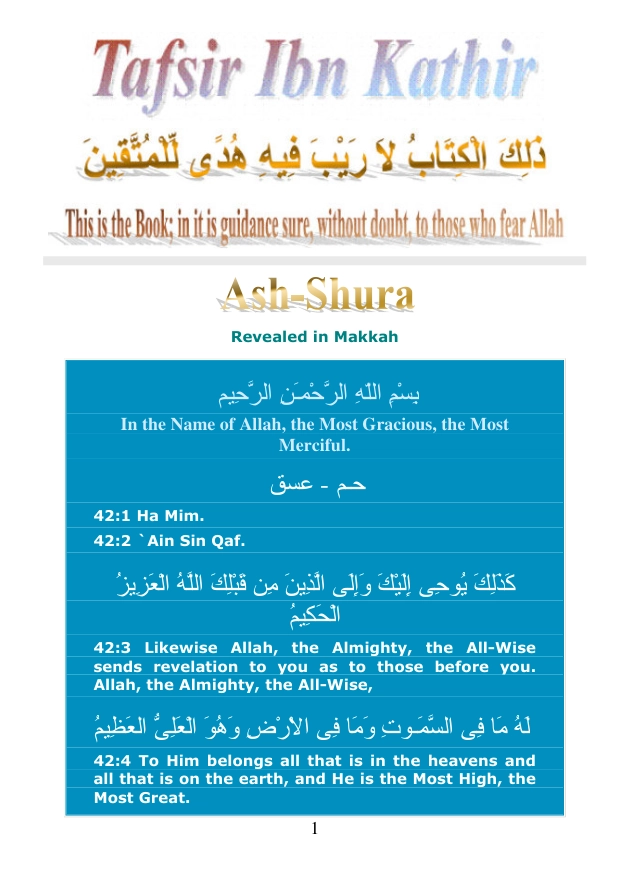 Tafsir Ibn Kathir
ذَلِكَ الْكِتَابُ لاَ رَيْبَ فِيهِ هُدًى لِّلْمُتَّقِينَ
This is the Book; in it is guidance sure, without doubt, to those who fear Allah
Ash-Shura
Revealed in Makkah
بِسْمِ اللَّهِ الرَّحْمَـنِ الرَّحِيمِ
In the Name of Allah, the Most Gracious, the Most
Merciful.
حـم - عسق
42:1 Ha Mim.
42:2 `Ain Sin Qaf.
كَذَلِكَ يُوحِى إِلَيْكَ وَإِلَى الَّذِينَ مِن قَبْلِكَ اللَّهُ الْعَزِيزُ
الْحَكِيمُ
42:3 Likewise Allah, the Almighty, the All-Wise
sends revelation to you as to those before you.
Allah, the Almighty, the All-Wise,
لَهُ مَا فِى السَّمَـوتِ وَمَا فِى الاٌّرْضِ وَهُوَ الْعَلِىُّ العَظِيمُ
42:4 To Him belongs all that is in the heavens and
all that is on the earth, and He is the Most High, the
Most Great.
1